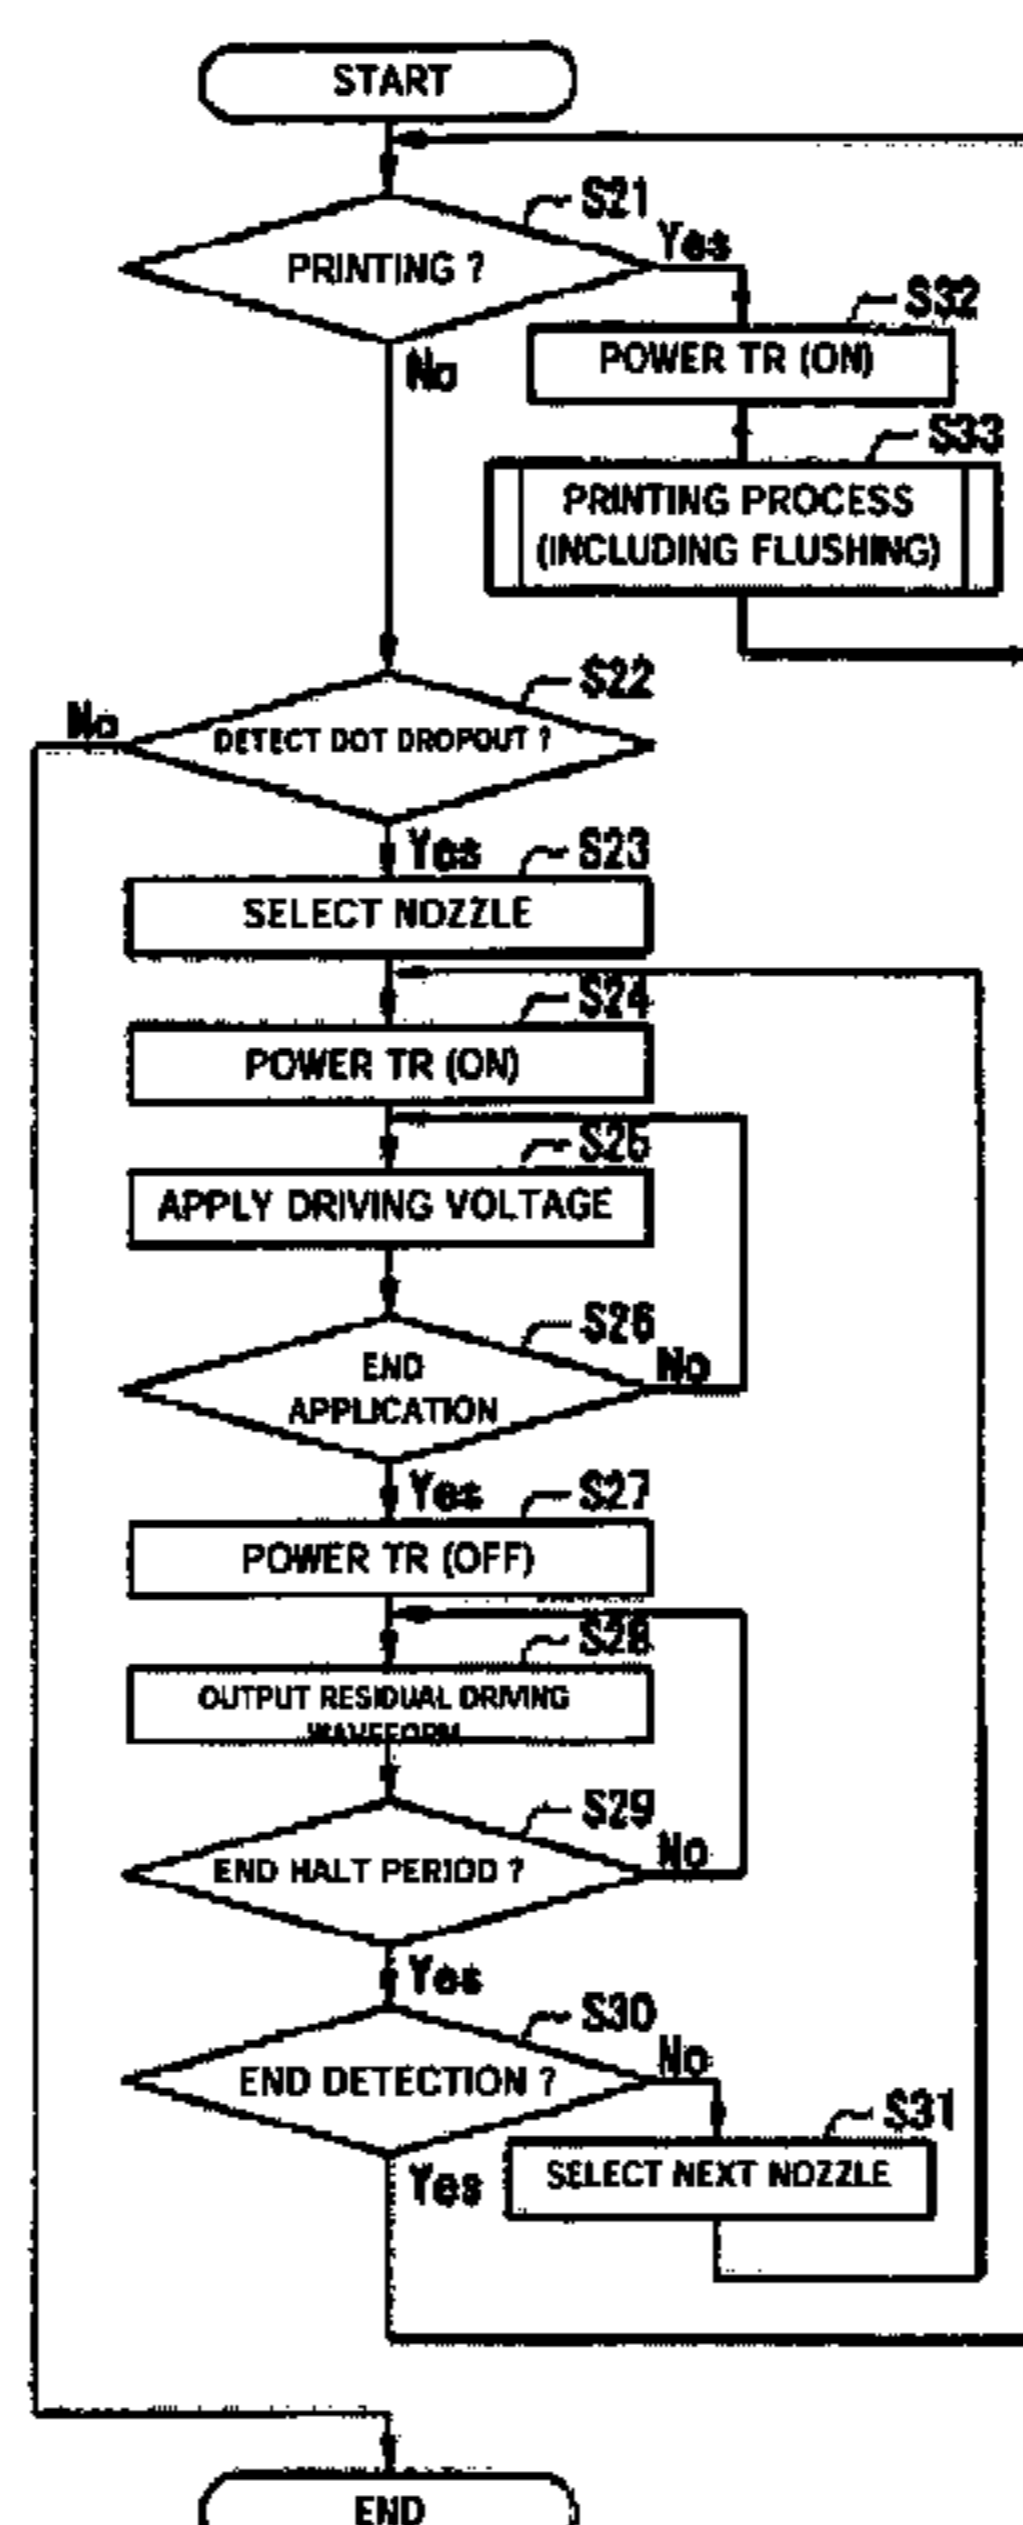 START
S21
PRINTING ?
Yes
S32
POWER TR (ON)
No
S33
PRINTING PROCESS
(INCLUDING FLUSHING)
S22
No
DETECT DOT DROPOUT ?
Yes
S23
SELECT NOZZLE
S24
POWER TR (ON)
S25
APPLY DRIVING VOLTAGE
S26
END
APPLICATION
No
Yes
S27
POWER TR (OFF)
S28
OUTPUT RESIDUAL DRIVING
WAVEFORM
S29
END HALT PERIOD ?
No
Yes
S30
END DETECTION ?
No
S31
SELECT NEXT NOZZLE
Yes
END